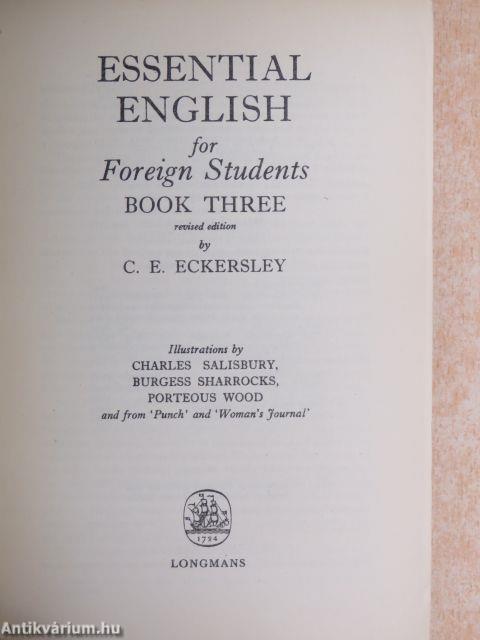 ESSENTIAL
ENGLISH
for
Foreign Students
BOOK THREE
revised edition
by
C. E. ECKERSLEY
Illustrations by
CHARLES SALISBURY,
BURGESS SHARROCKS,
PORTEOUS WOOD
and from 'Punch' and 'Woman's Journal'
1724
LONGMANS
Antikvárium.hu